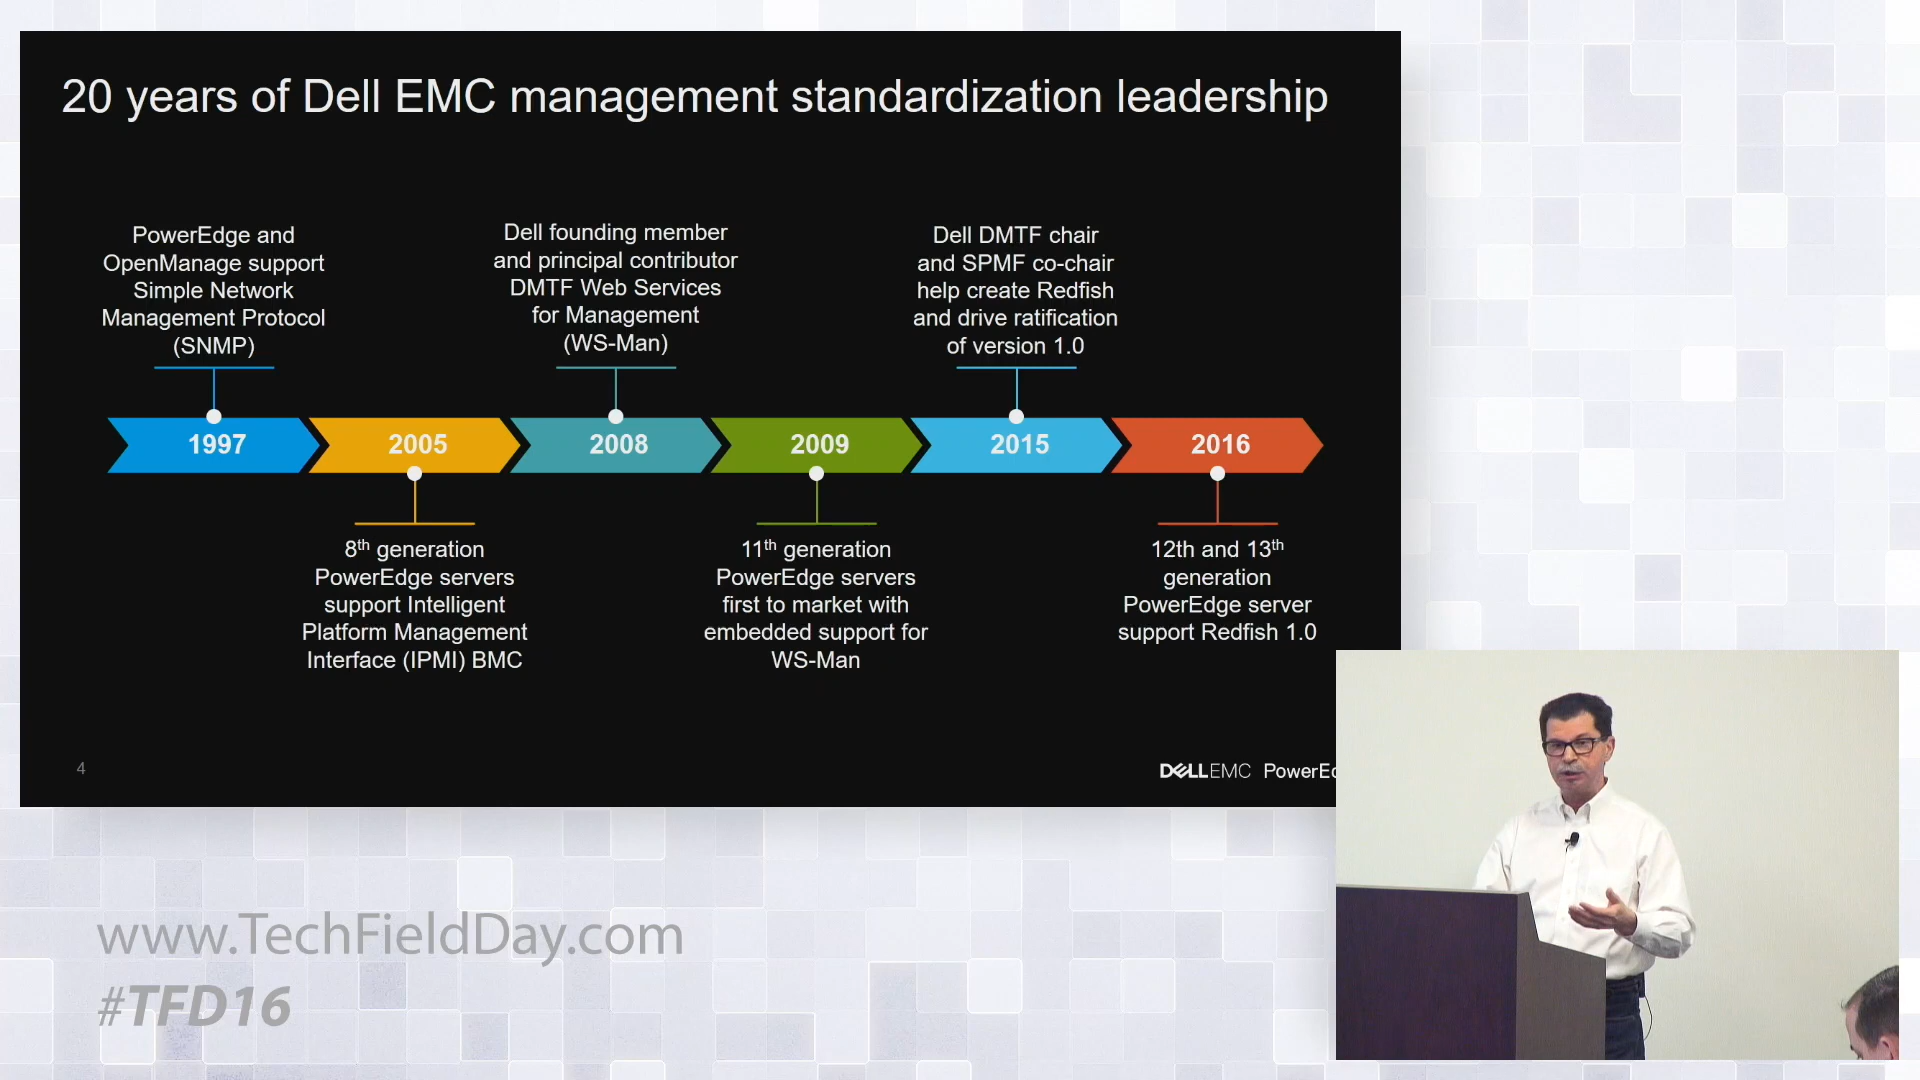 20 years of Dell EMC management standardization leadership
PowerEdge and
OpenManage support
Simple Network
Management Protocol
(SNMP)
Dell founding member
and principal contributor
DMTF Web Services
for Management
(WS-Man)
Dell DMTF chair
and SPMF co-chair
help create Redfish
and drive ratification
of version 1.0
1997
2005
2008
2009
2015
2016
8th generation
PowerEdge servers
support Intelligent
Platform Management
Interface (IPMI) BMC
11th generation
PowerEdge servers
first to market with
embedded support for
WS-Man
12th and 13th
generation
PowerEdge server
support Redfish 1.0
4
DELLEMC
www.TechFieldDay.com
#TFD16